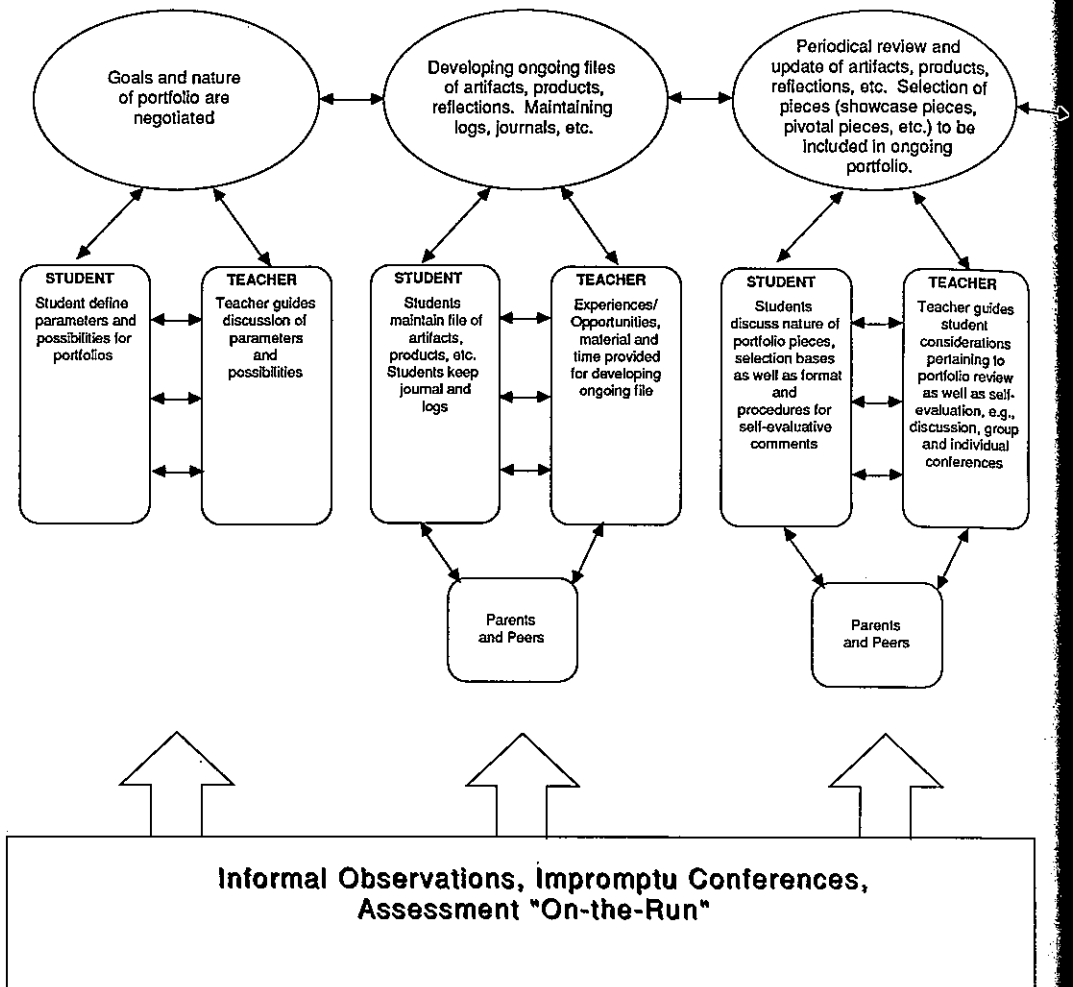 Goals and nature
of portfolio are
negotiated
Developing ongoing files
of artifacts, products,
reflections. Maintaining
logs, journals, etc.
Periodical review and
update of artifacts, products,
reflections, etc. Selection of
pieces (showcase pieces,
pivotal pieces, etc.) to be
included in ongoing
portfolio.
STUDENT
Student define
parameters and
possibilities for
portfolios
TEACHER
Teacher guides
discussion of
parameters
and
possibilities
STUDENT
Students
maintain file of
artifacts,
products, etc.
Students keep
journal and
logs
TEACHER
Experiences/
Opportunities,
material and
time provided
for developing
ongoing file
STUDENT
Students
discuss nature of
portfolio pieces,
selection bases
as well as format
and
procedures for
self-evaluative
comments
TEACHER
Teacher guides
student
considerations
pertaining to
portfolio review
as well as self-
evaluation, e.g.,
discussion, group
and individual
conferences
Parents
and Peers
Parents
and Peers
Informal Observations, Impromptu Conferences,
Assessment "On-the-Run"